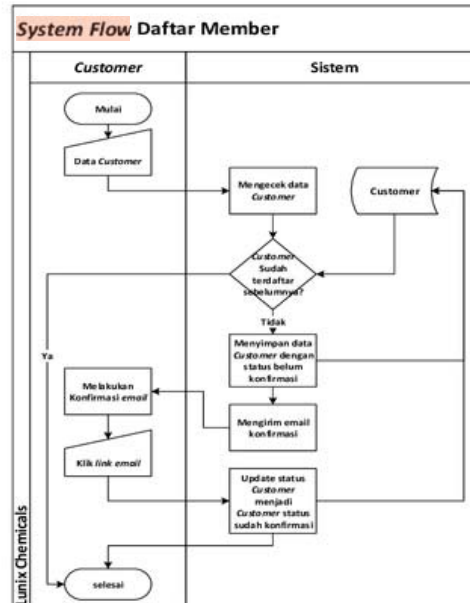 System Flow Daftar Member
Customer
Sistem
Mulai
Data Customer
Mengecek data
Customer
Customer
Customer
Sudah
terdaftar
sebelumnya?
Tidak
Ya
Menyimpan data
Customer dengan
status belum
konfirmasi
Melakukan
Konfirmasi email
Mengirim email
konfirmasi
Klik link email
Update status
Customer
menjadi
Customer status
sudah konfirmasi
selesai
Lunix Chemicals